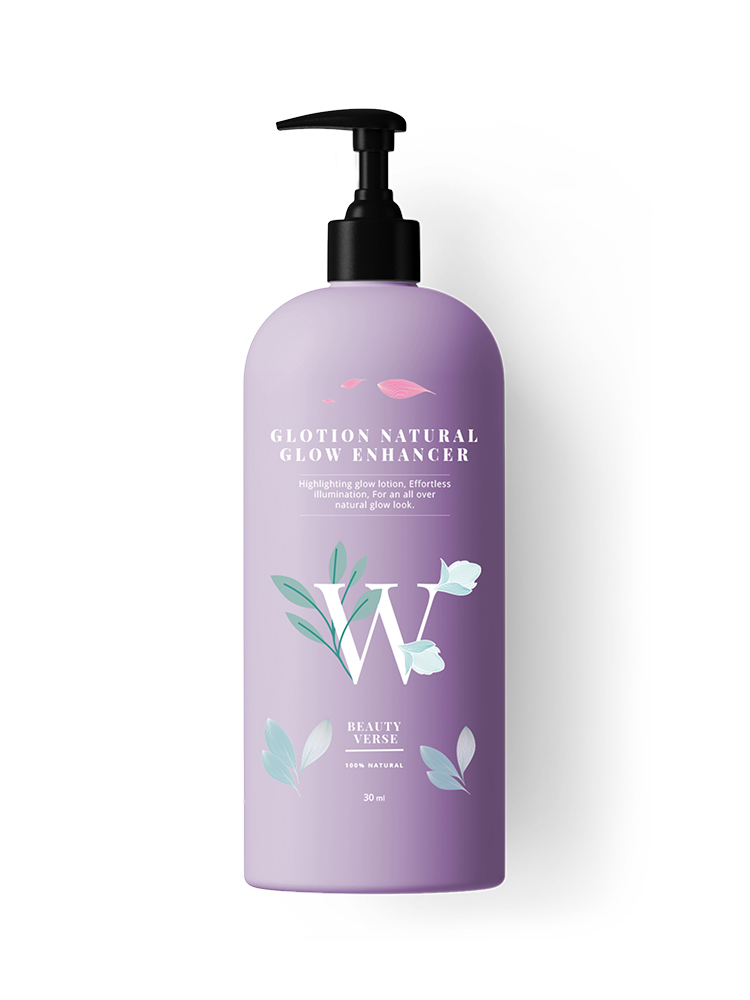 GLOTION NATURAL
GLOW ENHANCER
Highlighting glow lotion, Effortless
illumination, For an all over
natural glow look.
W
BEAUTY
VERSE
100% NATURAL
30 ml